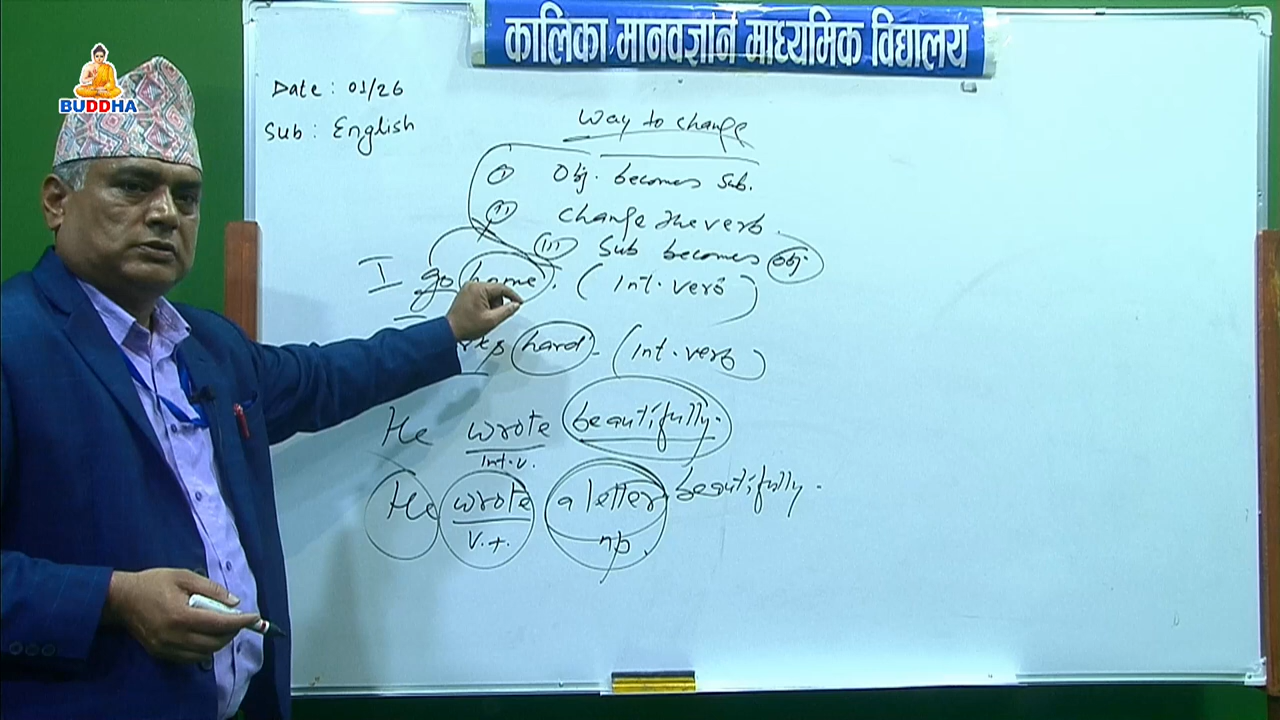 BUDDHA
कालिका मानवज्ञान माध्यमिक विद्यालय
Date : 01/26
Sub : English
Way to change
(i) Obj. becomes Sub.
(ii) Change the verb.
(iii) Sub becomes Obj.
I go home. (Int. verb)
hard. (Int. verb)
He wrote beautifully.
Int. v.
He wrote a letter beautifully.
v.t. np.